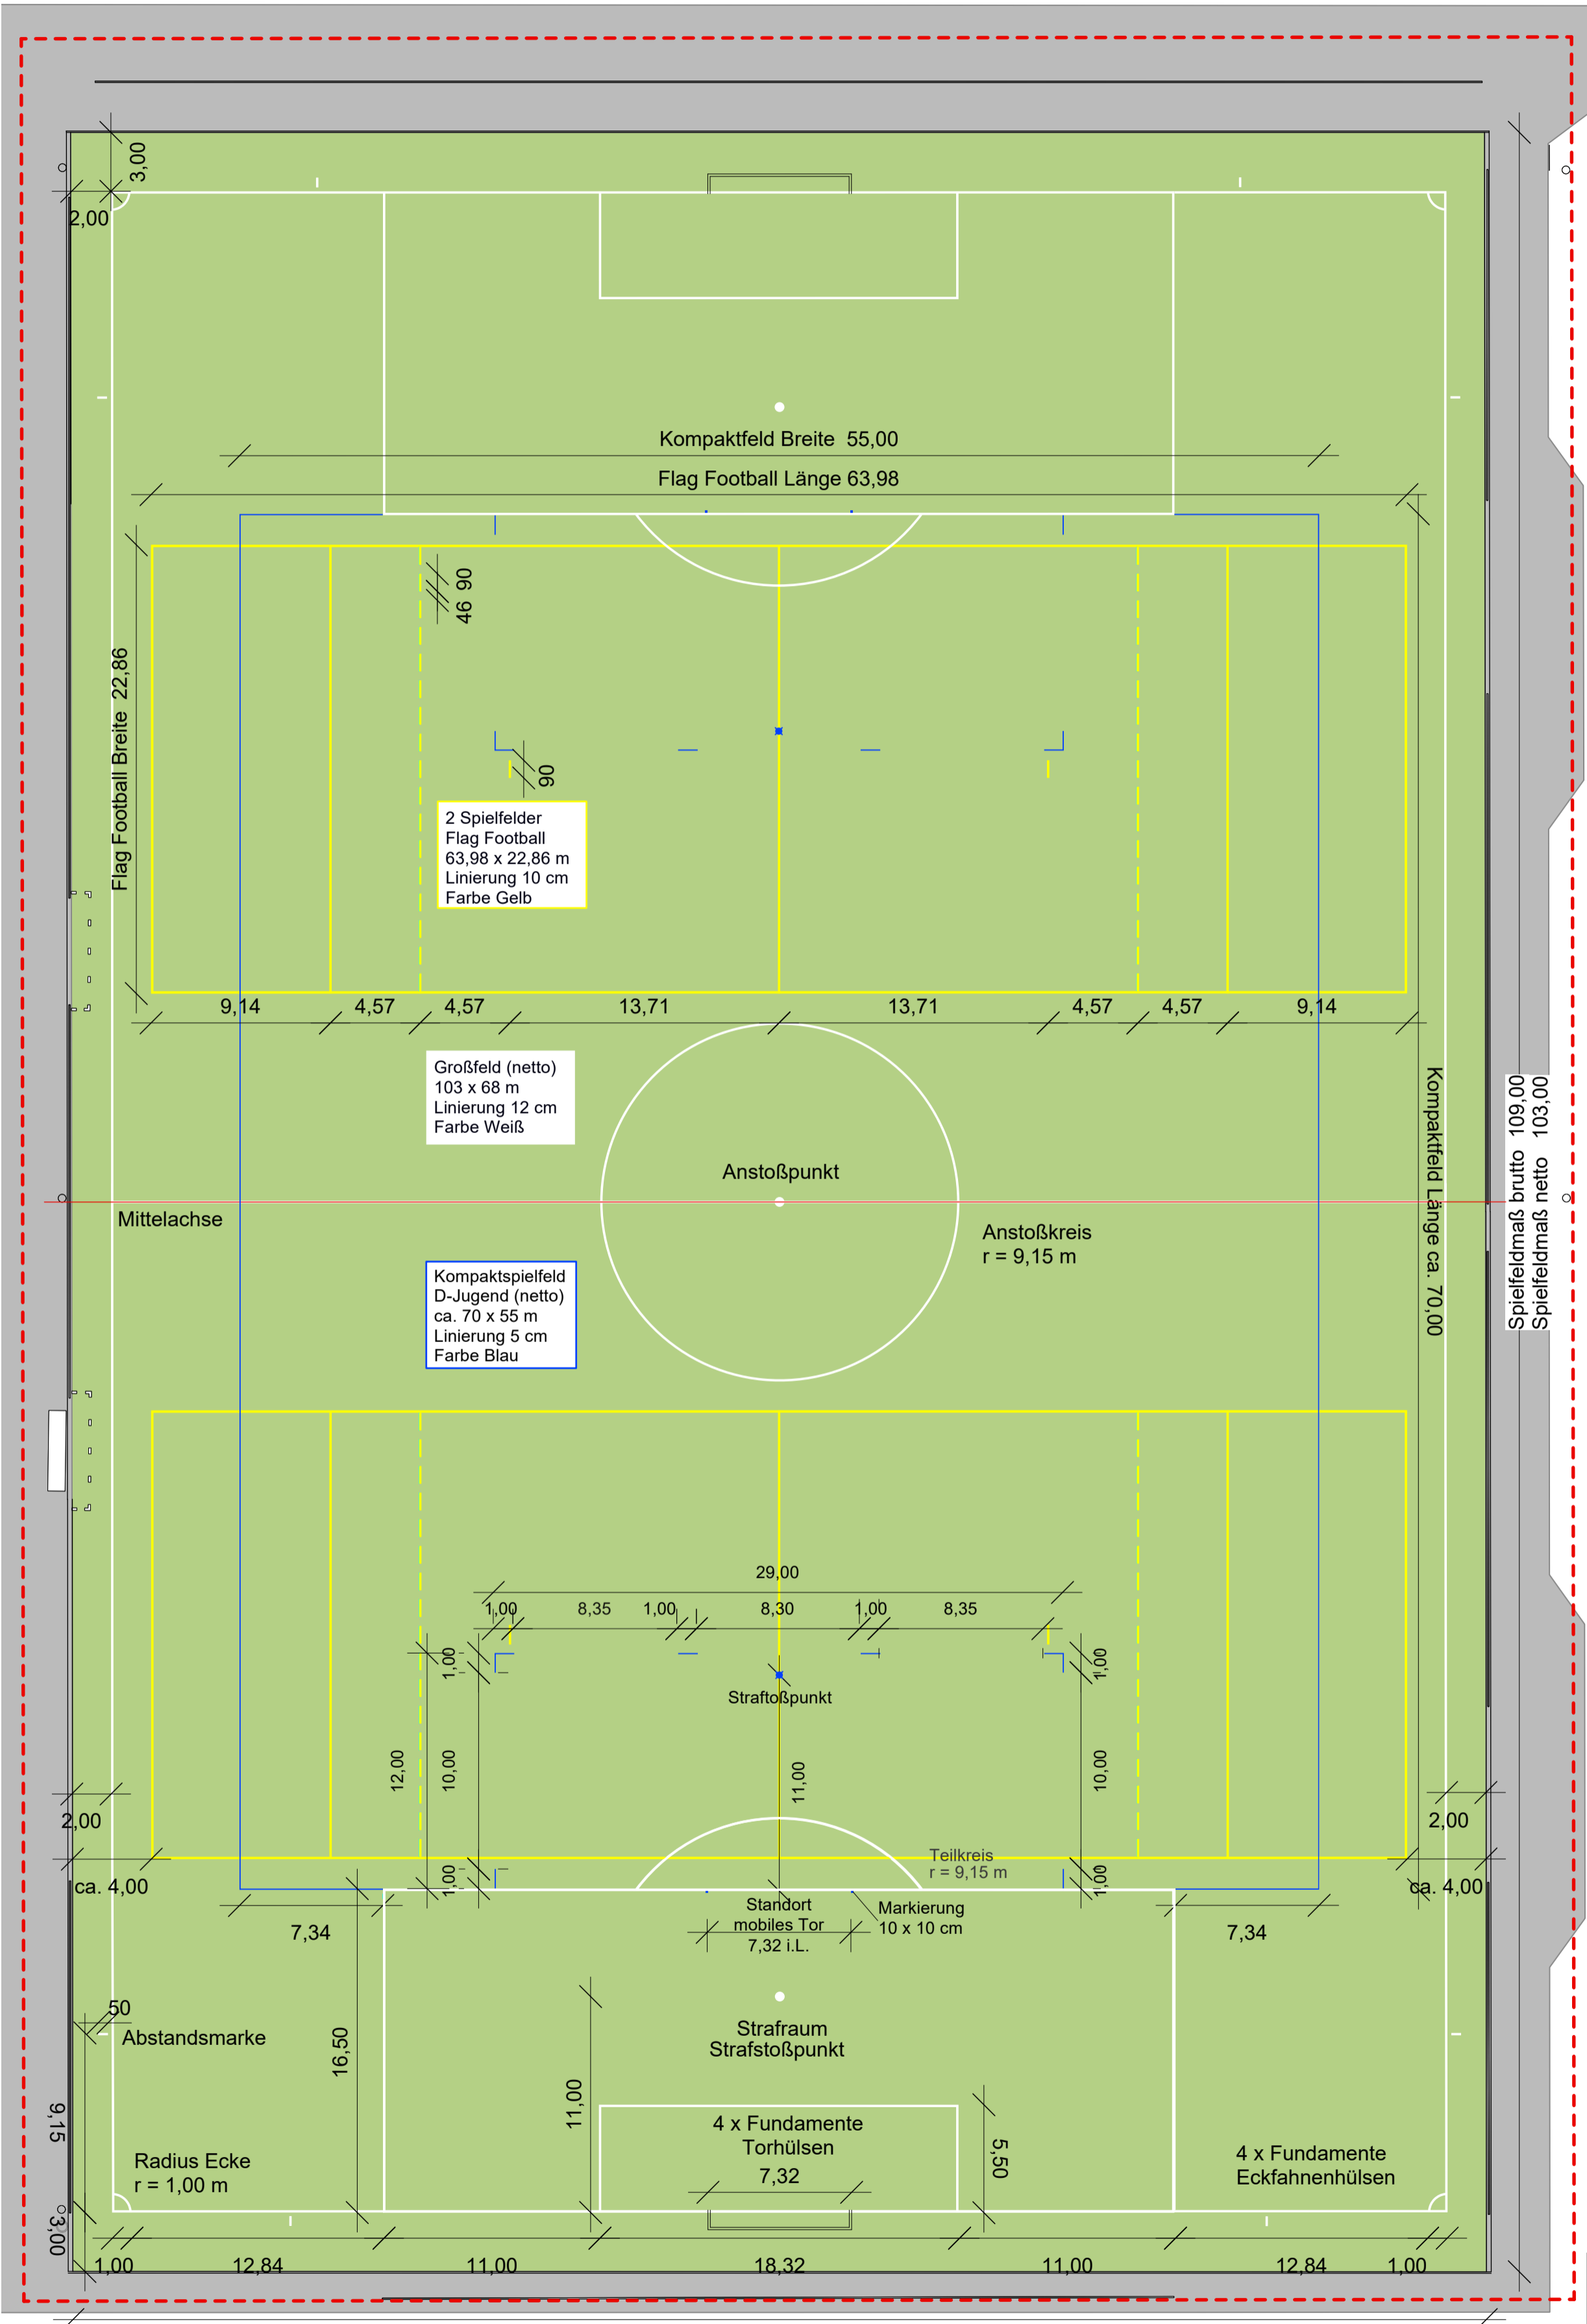 3,00
2,00
Kompaktfeld Breite 55,00
Flag Football Länge 63,98
90
46
Flag Football Breite 22,86
90
2 Spielfelder
Flag Football
63,98 x 22,86 m
Linierung 10 cm
Farbe Gelb
9,14
4,57
4,57
13,71
13,71
4,57
4,57
9,14
Großfeld (netto)
103 x 68 m
Linierung 12 cm
Farbe Weiß
Kompaktfeld Länge ca. 70,00
Spielfeldmaß brutto 109,00
Spielfeldmaß netto 103,00
Anstoßpunkt
Mittelachse
Anstoßkreis
r = 9,15 m
Kompaktspielfeld
D-Jugend (netto)
ca. 70 x 55 m
Linierung 5 cm
Farbe Blau
29,00
1,00
8,35
1,00
8,30
1,00
8,35
1,00
1,00
Straftoßpunkt
12,00
10,00
11,00
10,00
2,00
2,00
Teilkreis
r = 9,15 m
1,00
1,00
ca. 4,00
ca. 4,00
Standort
mobiles Tor
7,32 i.L.
Markierung
10 x 10 cm
7,34
7,34
50
Abstandsmarke
16,50
Strafraum
Strafstoßpunkt
11,00
9,15
4 x Fundamente
Torhülsen
7,32
5,50
4 x Fundamente
Eckfahnenhülsen
Radius Ecke
r = 1,00 m
3,00
1,00
12,84
11,00
18,32
11,00
12,84
1,00